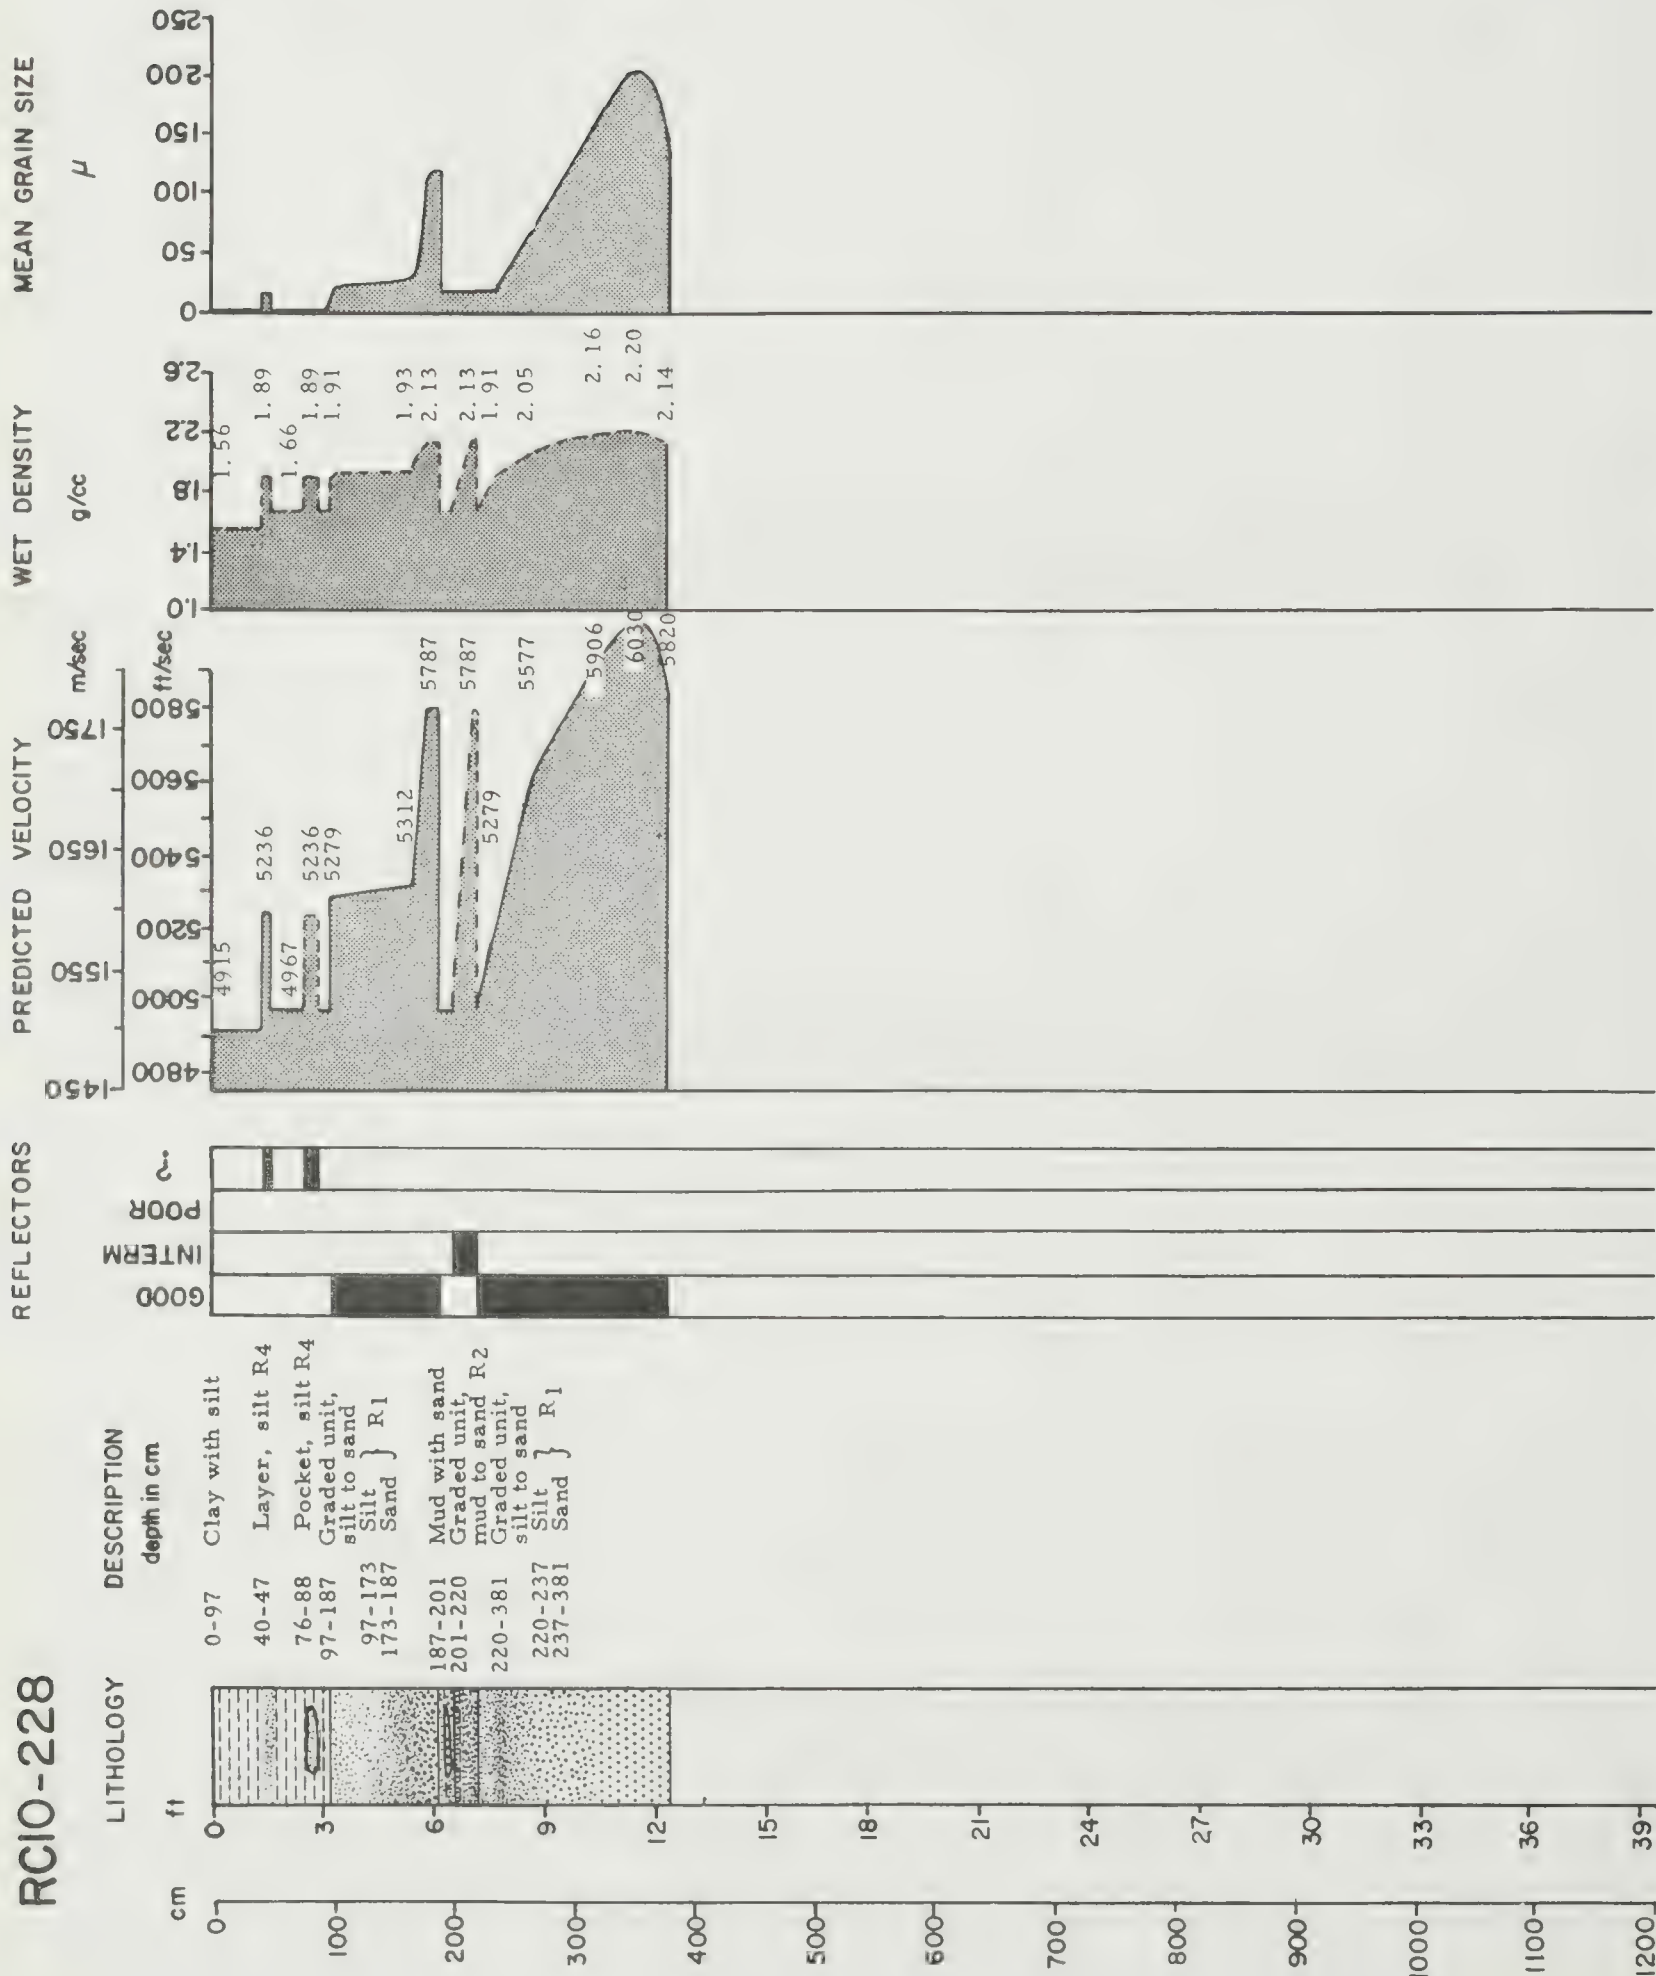 RC10-228
cm
0
100
200
300
400
500
600
700
800
900
1000
1100
1200
ft
0
3
6
9
12
15
18
21
24
27
30
33
36
39
LITHOLOGY
DESCRIPTION
depth in cm
0-97 Clay with silt
40-47 Layer, silt R4
76-88 Pocket, silt R4
97-187 Graded unit,
silt to sand
97-173 Silt } R1
173-187 Sand
187-201 Mud with sand
201-220 Graded unit,
mud to sand R2
220-381 Graded unit,
silt to sand
220-237 Silt } R1
237-381 Sand
REFLECTORS
GOOD
INTERM
POOR
?
PREDICTED VELOCITY
m/sec
1450
1550
1650
1750
ft/sec
4800
5000
5200
5400
5600
5800
4915
5236
4967
5236
5279
5312
5787
5787
5279
5577
5906
6030
5820
WET DENSITY
g/cc
1.0
1.4
1.8
2.2
2.6
1.56
1.89
1.66
1.89
1.91
1.93
2.13
2.13
1.91
2.05
2.16
2.20
2.14
MEAN GRAIN SIZE
μ
0
50
100
150
200
250